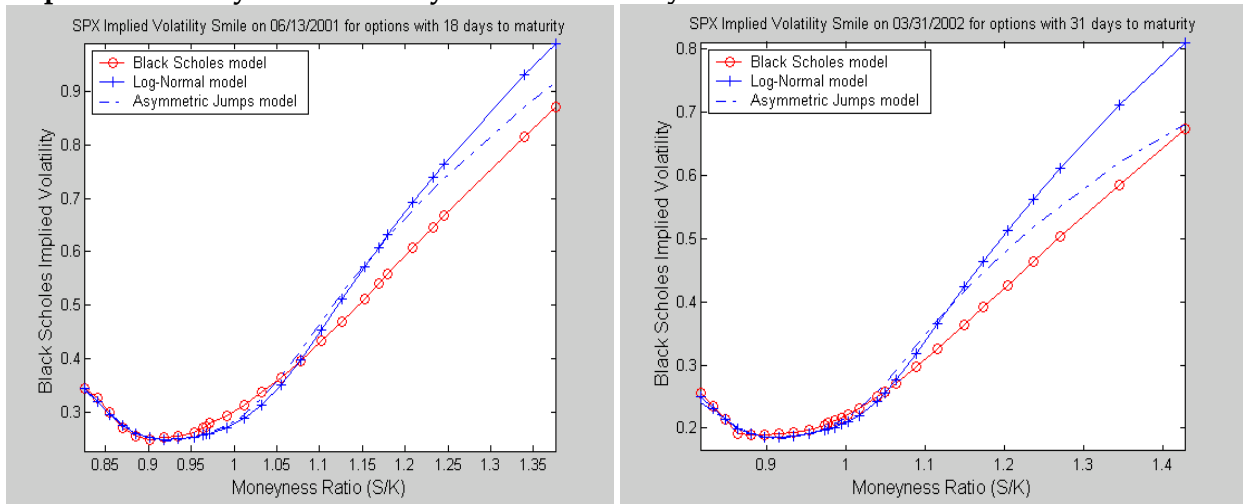 SPX Implied Volatility Smile on 06/13/2001 for options with 18 days to maturity
Black Scholes model
Log-Normal model
Asymmetric Jumps model
Black Scholes Implied Volatility
0.9
0.8
0.7
0.6
0.5
0.4
0.3
0.85 0.9 0.95 1 1.05 1.1 1.15 1.2 1.25 1.3 1.35
Moneyness Ratio (S/K)
SPX Implied Volatility Smile on 03/31/2002 for options with 31 days to maturity
Black Scholes model
Log-Normal model
Asymmetric Jumps model
Black Scholes Implied Volatility
0.8
0.7
0.6
0.5
0.4
0.3
0.2
0.9 1 1.1 1.2 1.3 1.4
Moneyness Ratio (S/K)